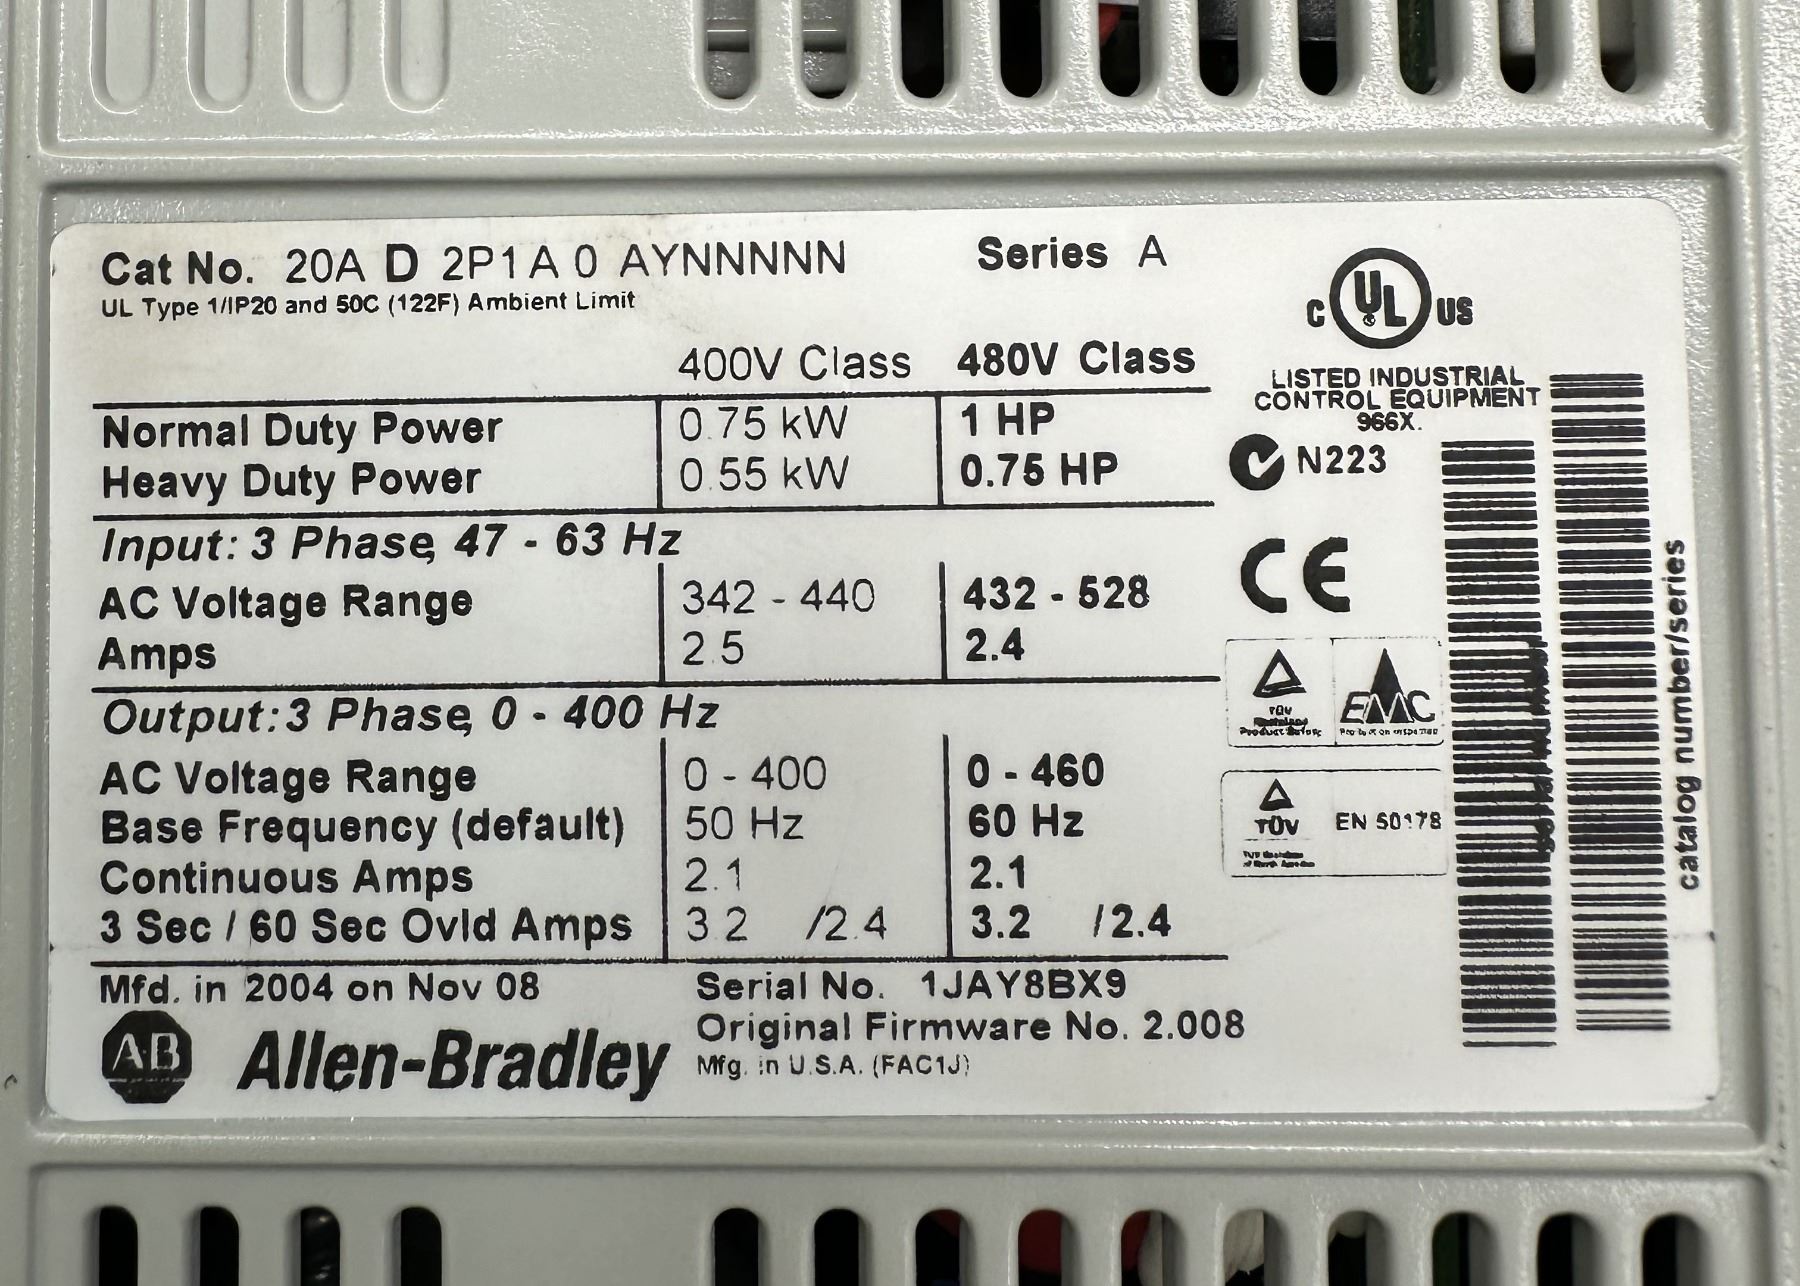 Cat No. 20A D 2P1 A 0 AYNNNNN Series A
UL Type 1/IP20 and 50C (122F) Ambient Limit
400V Class 480V Class
Normal Duty Power 0.75 kW 1 HP
Heavy Duty Power 0.55 kW 0.75 HP
Input: 3 Phase, 47 - 63 Hz
AC Voltage Range 342 - 440 432 - 528
Amps 2.5 2.4
Output: 3 Phase, 0 - 400 Hz
AC Voltage Range 0 - 400 0 - 460
Base Frequency (default) 50 Hz 60 Hz
Continuous Amps 2.1 2.1
3 Sec / 60 Sec Ovld Amps 3.2 /2.4 3.2 /2.4
Mfd. in 2004 on Nov 08 Serial No. 1JAY8BX9
Original Firmware No. 2.008
Mfg. in U.S.A. (FAC1J)
AB Allen-Bradley
C UL US
LISTED INDUSTRIAL
CONTROL EQUIPMENT
966X.
N223
CE
TÜV
Product Safety
EMC
TÜV EN 50178
serial number
catalog number/series